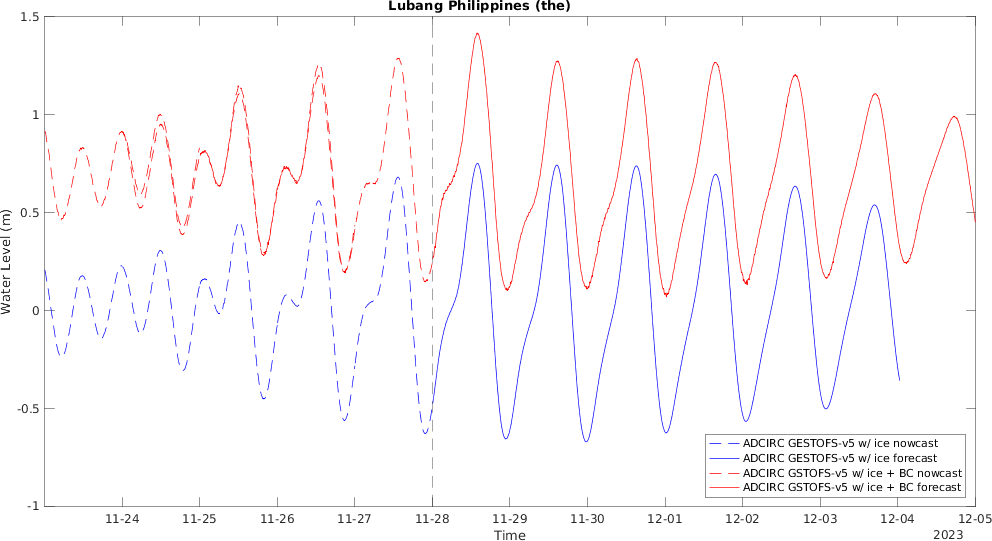 Lubang Philippines (the)
Water Level (m)
1.5
1
0.5
0
-0.5
-1
11-24
11-25
11-26
11-27
11-28
11-29
11-30
12-01
12-02
12-03
12-04
12-05
Time
2023
ADCIRC GESTOFS-v5 w/ ice nowcast
ADCIRC GESTOFS-v5 w/ ice forecast
ADCIRC GSTOFS-v5 w/ ice + BC nowcast
ADCIRC GSTOFS-v5 w/ ice + BC forecast